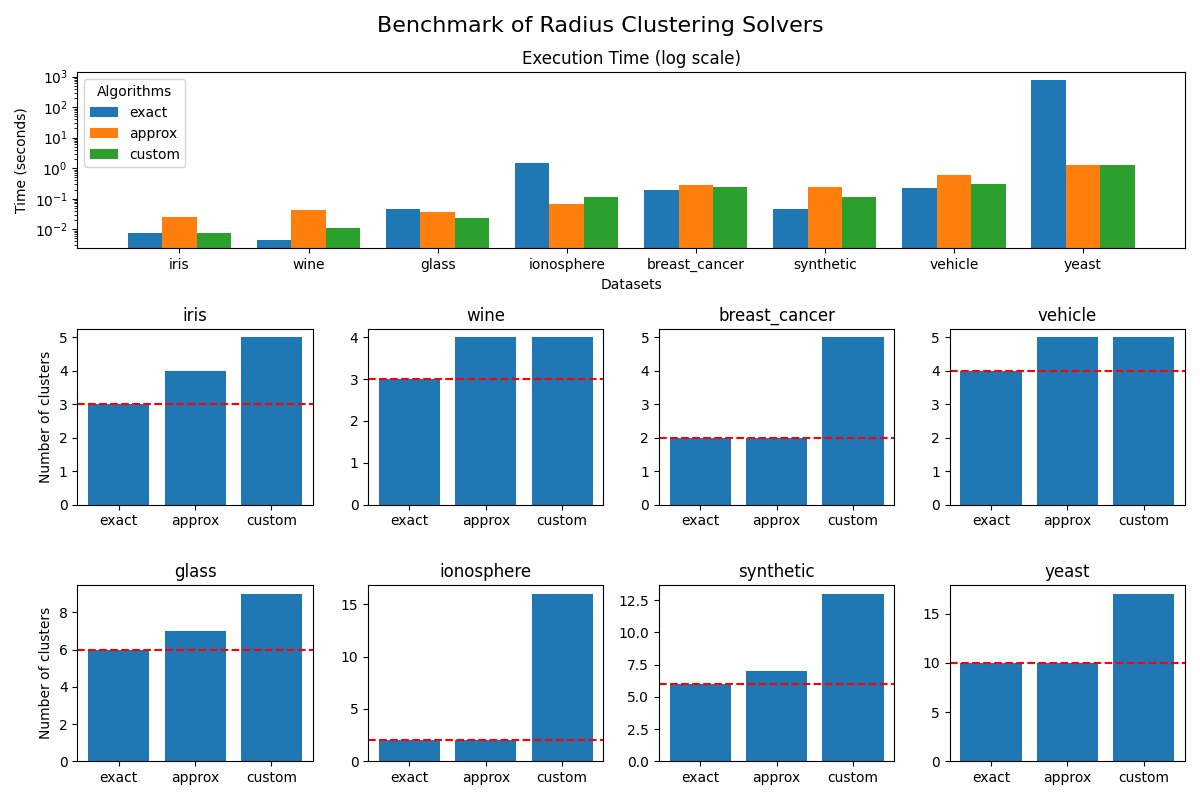 Benchmark of Radius Clustering Solvers
Execution Time (log scale)
Time (seconds)
10³
10²
10¹
10⁰
10⁻¹
10⁻²
Algorithms
exact
approx
custom
iris wine glass ionosphere breast_cancer synthetic vehicle yeast
Datasets
iris
Number of clusters
5
4
3
2
1
0
exact approx custom
wine
4
3
2
1
0
exact approx custom
breast_cancer
5
4
3
2
1
0
exact approx custom
vehicle
5
4
3
2
1
0
exact approx custom
glass
Number of clusters
8
6
4
2
0
exact approx custom
ionosphere
15
10
5
0
exact approx custom
synthetic
12.5
10.0
7.5
5.0
2.5
0.0
exact approx custom
yeast
15
10
5
0
exact approx custom